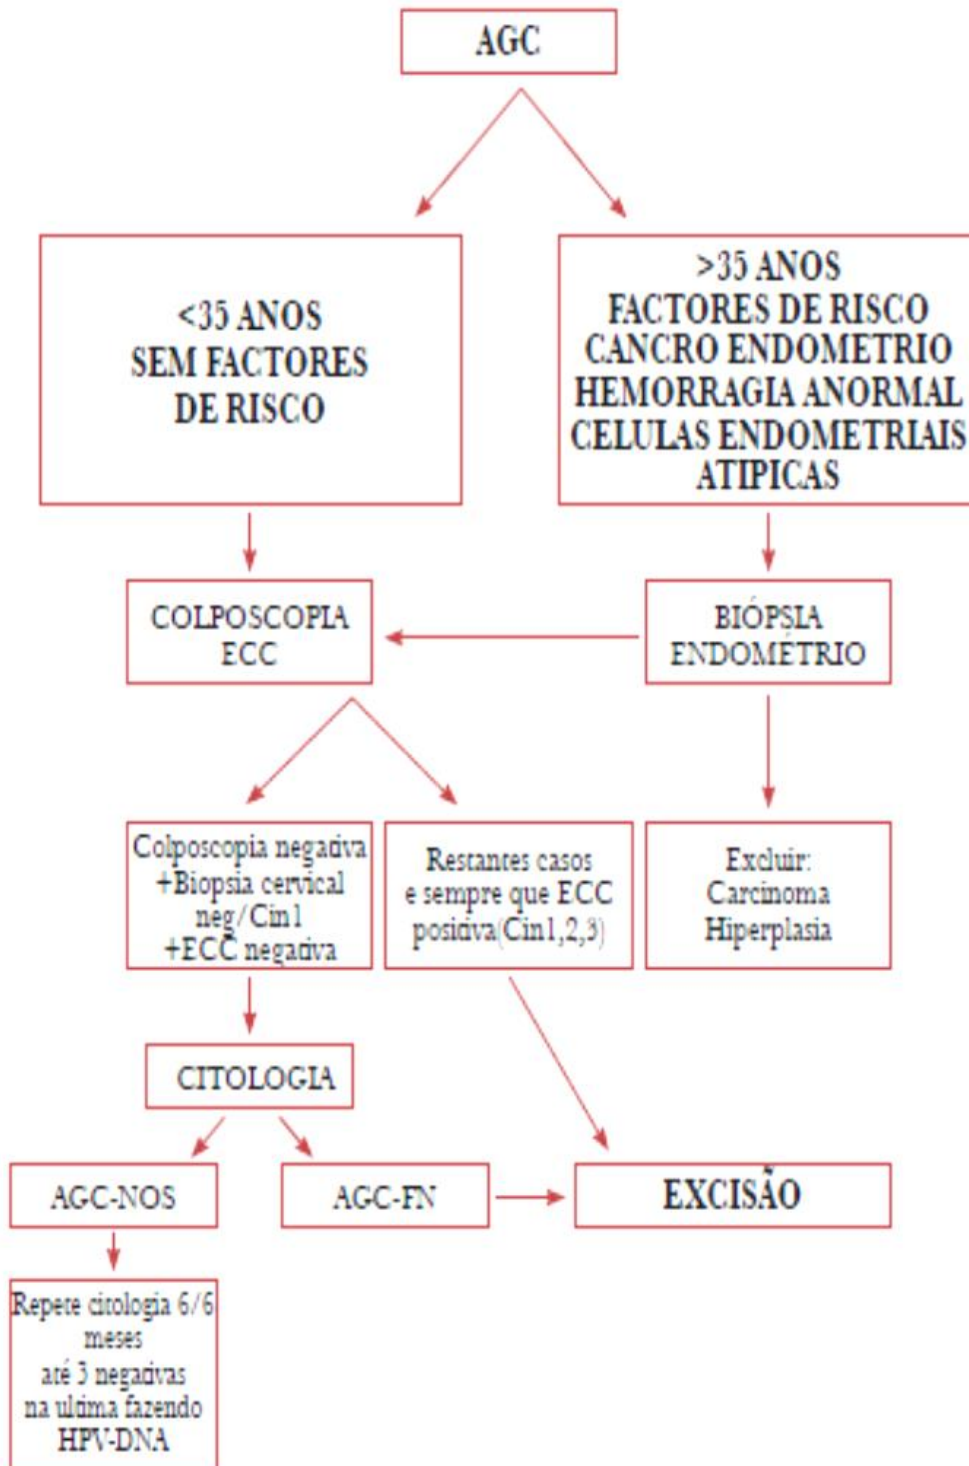 AGC
<35 ANOS
SEM FACTORES
DE RISCO
>35 ANOS
FACTORES DE RISCO
CANCRO ENDOMETRIO
HEMORRAGIA ANORMAL
CELULAS ENDOMETRIAIS
ATIPICAS
COLPOSCOPIA
ECC
BIÓPSIA
ENDOMÉTRIO
Colposcopia negativa
+Biopsia cervical
neg/Cin1
+ECC negativa
Restantes casos
e sempre que ECC
positiva(Cin1,2,3)
Excluir:
Carcinoma
Hiperplasia
CITOLOGIA
AGC-NOS
AGC-FN
EXCISÃO
Repete citologia 6/6
meses
até 3 negativas
na ultima fazendo
HPV-DNA